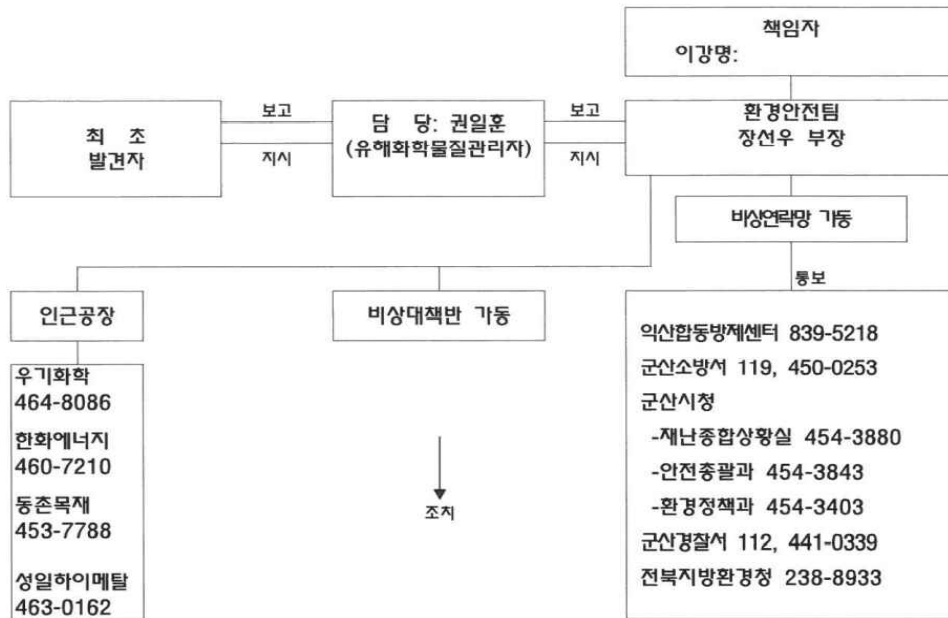 책임자
이강명:
최 초
발견자
보고
지시
담 당: 권일훈
(유해화학물질관리자)
보고
지시
환경안전팀
장선우 부장
비상연락망 가동
통보
인근공장
비상대책반 가동
우기화학
464-8086
한화에너지
460-7210
동촌목재
453-7788
성일하이메탈
463-0162
조치
익산합동방제센터 839-5218
군산소방서 119, 450-0253
군산시청
-재난종합상황실 454-3880
-안전총괄과 454-3843
-환경정책과 454-3403
군산경찰서 112, 441-0339
전북지방환경청 238-8933